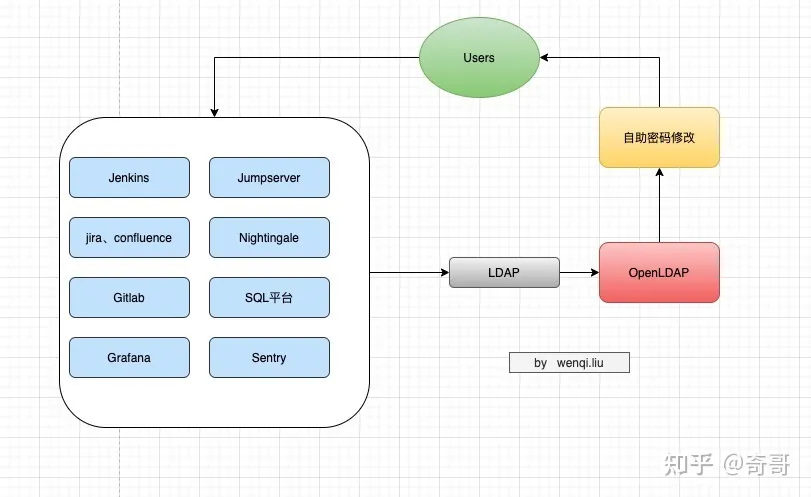 Users
自助密码修改
Jenkins
Jumpserver
jira、confluence
Nightingale
LDAP
OpenLDAP
Gitlab
SQL平台
Grafana
Sentry
by wenqi.liu
知乎 @奇哥